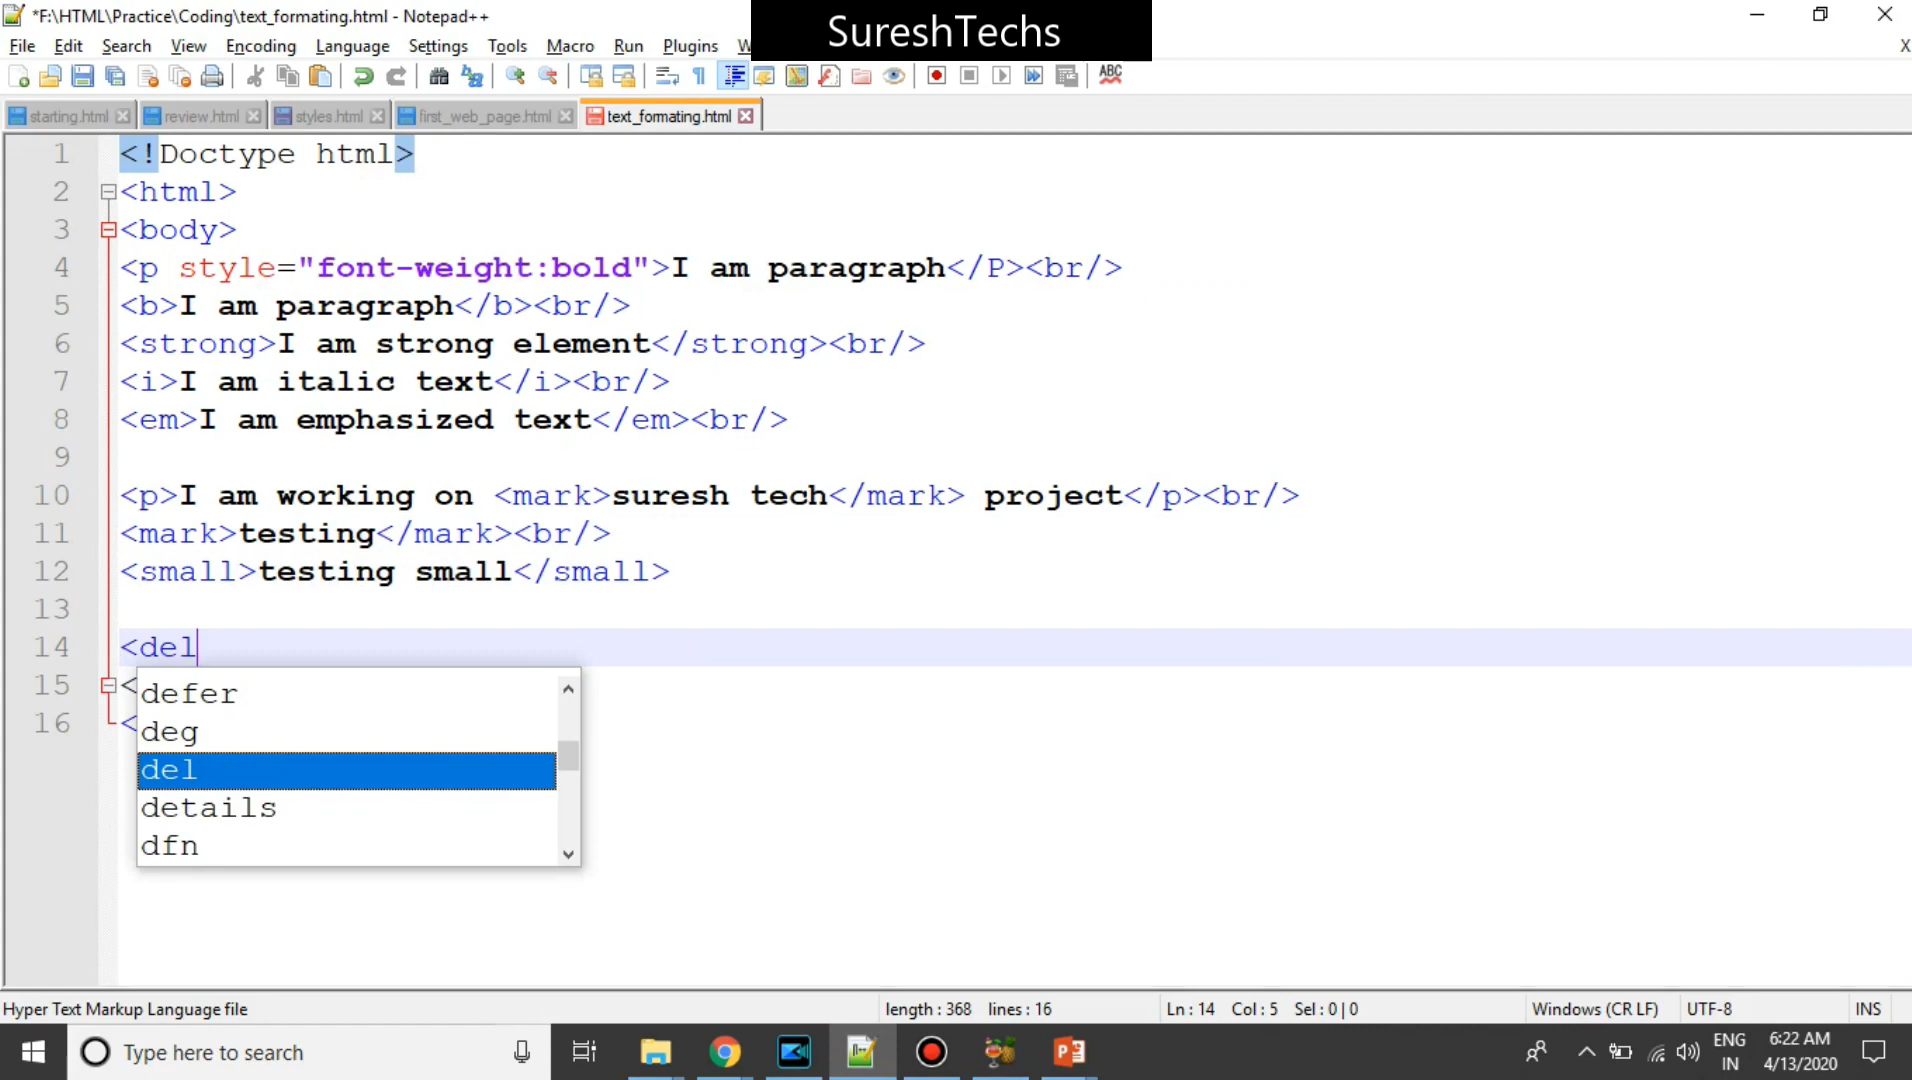 *F:\HTML\Practice\Coding\text_formating.html - Notepad++
SureshTechs
File Edit Search View Encoding Language Settings Tools Macro Run Plugins W X
ABC
starting.html review.html styles.html first_web_page.html text_formating.html
1 <!Doctype html>
2 <html>
3 <body>
4 <p style="font-weight:bold">I am paragraph</P><br/>
5 <b>I am paragraph</b><br/>
6 <strong>I am strong element</strong><br/>
7 <i>I am italic text</i><br/>
8 <em>I am emphasized text</em><br/>
9
10 <p>I am working on <mark>suresh tech</mark> project</p><br/>
11 <mark>testing</mark><br/>
12 <small>testing small</small>
13
14 <del
15 <
16 <
defer
deg
del
details
dfn
Hyper Text Markup Language file length : 368 lines : 16 Ln : 14 Col : 5 Sel : 0 | 0 Windows (CR LF) UTF-8 INS
Type here to search
ENG
IN
6:22 AM
4/13/2020